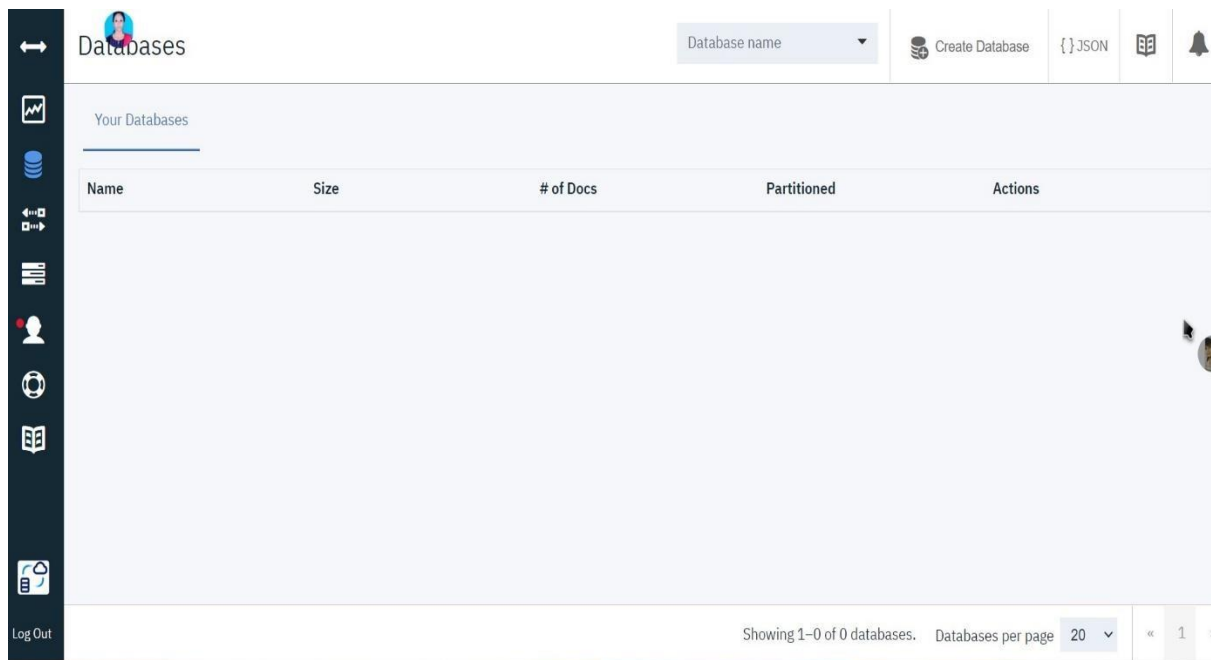 Databases
Database name
Create Database
{ } JSON
Your Databases
Name Size # of Docs Partitioned Actions
Log Out
Showing 1–0 of 0 databases. Databases per page 20 « 1